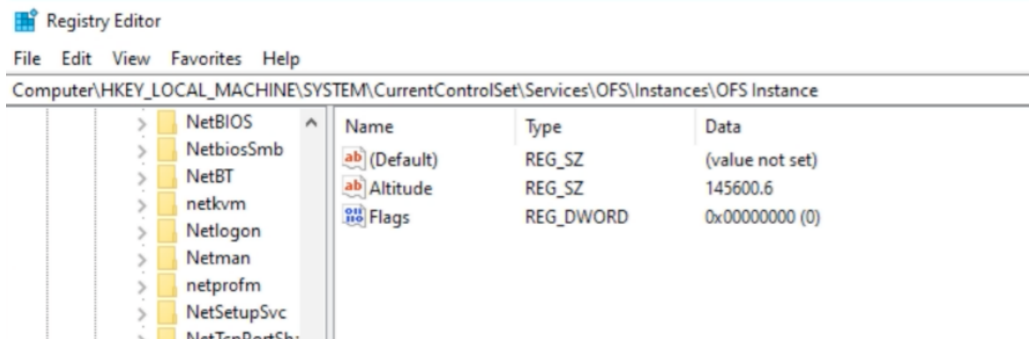 Registry Editor
File Edit View Favorites Help
Computer\HKEY_LOCAL_MACHINE\SYSTEM\CurrentControlSet\Services\OFS\Instances\OFS Instance
NetBIOS
NetbiosSmb
NetBT
netkvm
Netlogon
Netman
netprofm
NetSetupSvc
Name Type Data
(Default) REG_SZ (value not set)
Altitude REG_SZ 145600.6
Flags REG_DWORD 0x00000000 (0)